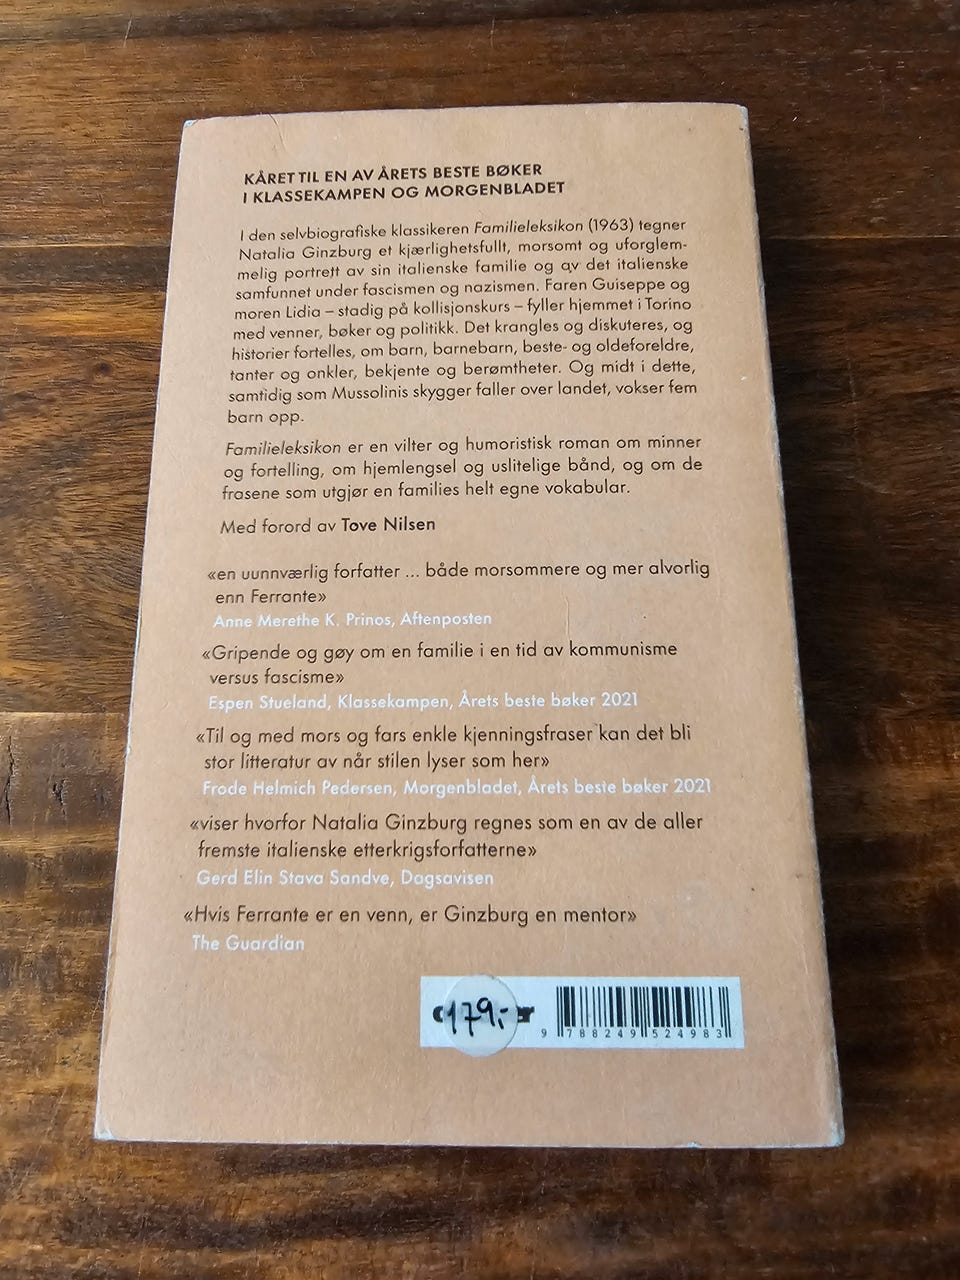 KÅRET TIL EN AV ÅRETS BESTE BØKER
I KLASSEKAMPEN OG MORGENBLADET
I den selvbiografiske klassikeren Familieleksikon (1963) tegner
Natalia Ginzburg et kjærlighetsfullt, morsomt og uforglem-
melig portrett av sin italienske familie og av det italienske
samfunnet under fascismen og nazismen. Faren Guiseppe og
moren Lidia – stadig på kollisjonskurs – fyller hjemmet i Torino
med venner, bøker og politikk. Det krangles og diskuteres, og
historier fortelles, om barn, barnebarn, beste- og oldeforeldre,
tanter og onkler, bekjente og berømtheter. Og midt i dette,
samtidig som Mussolinis skygger faller over landet, vokser fem
barn opp.
Familieleksikon er en vilter og humoristisk roman om minner
og fortelling, om hjemlengsel og uslitelige bånd, og om de
frasene som utgjør en families helt egne vokabular.
Med forord av Tove Nilsen
«en uunnværlig forfatter ... både morsommere og mer alvorlig
enn Ferrante»
Anne Merethe K. Prinos, Aftenposten
«Gripende og gøy om en familie i en tid av kommunisme
versus fascisme»
Espen Stueland, Klassekampen, Årets beste bøker 2021
«Til og med mors og fars enkle kjenningsfraser kan det bli
stor litteratur av når stilen lyser som her»
Frode Helmich Pedersen, Morgenbladet, Årets beste bøker 2021
«viser hvorfor Natalia Ginzburg regnes som en av de aller
fremste italienske etterkrigsforfatterne»
Gerd Elin Stava Sandve, Dagsavisen
«Hvis Ferrante er en venn, er Ginzburg en mentor»
The Guardian
179,-
9 788249 524983